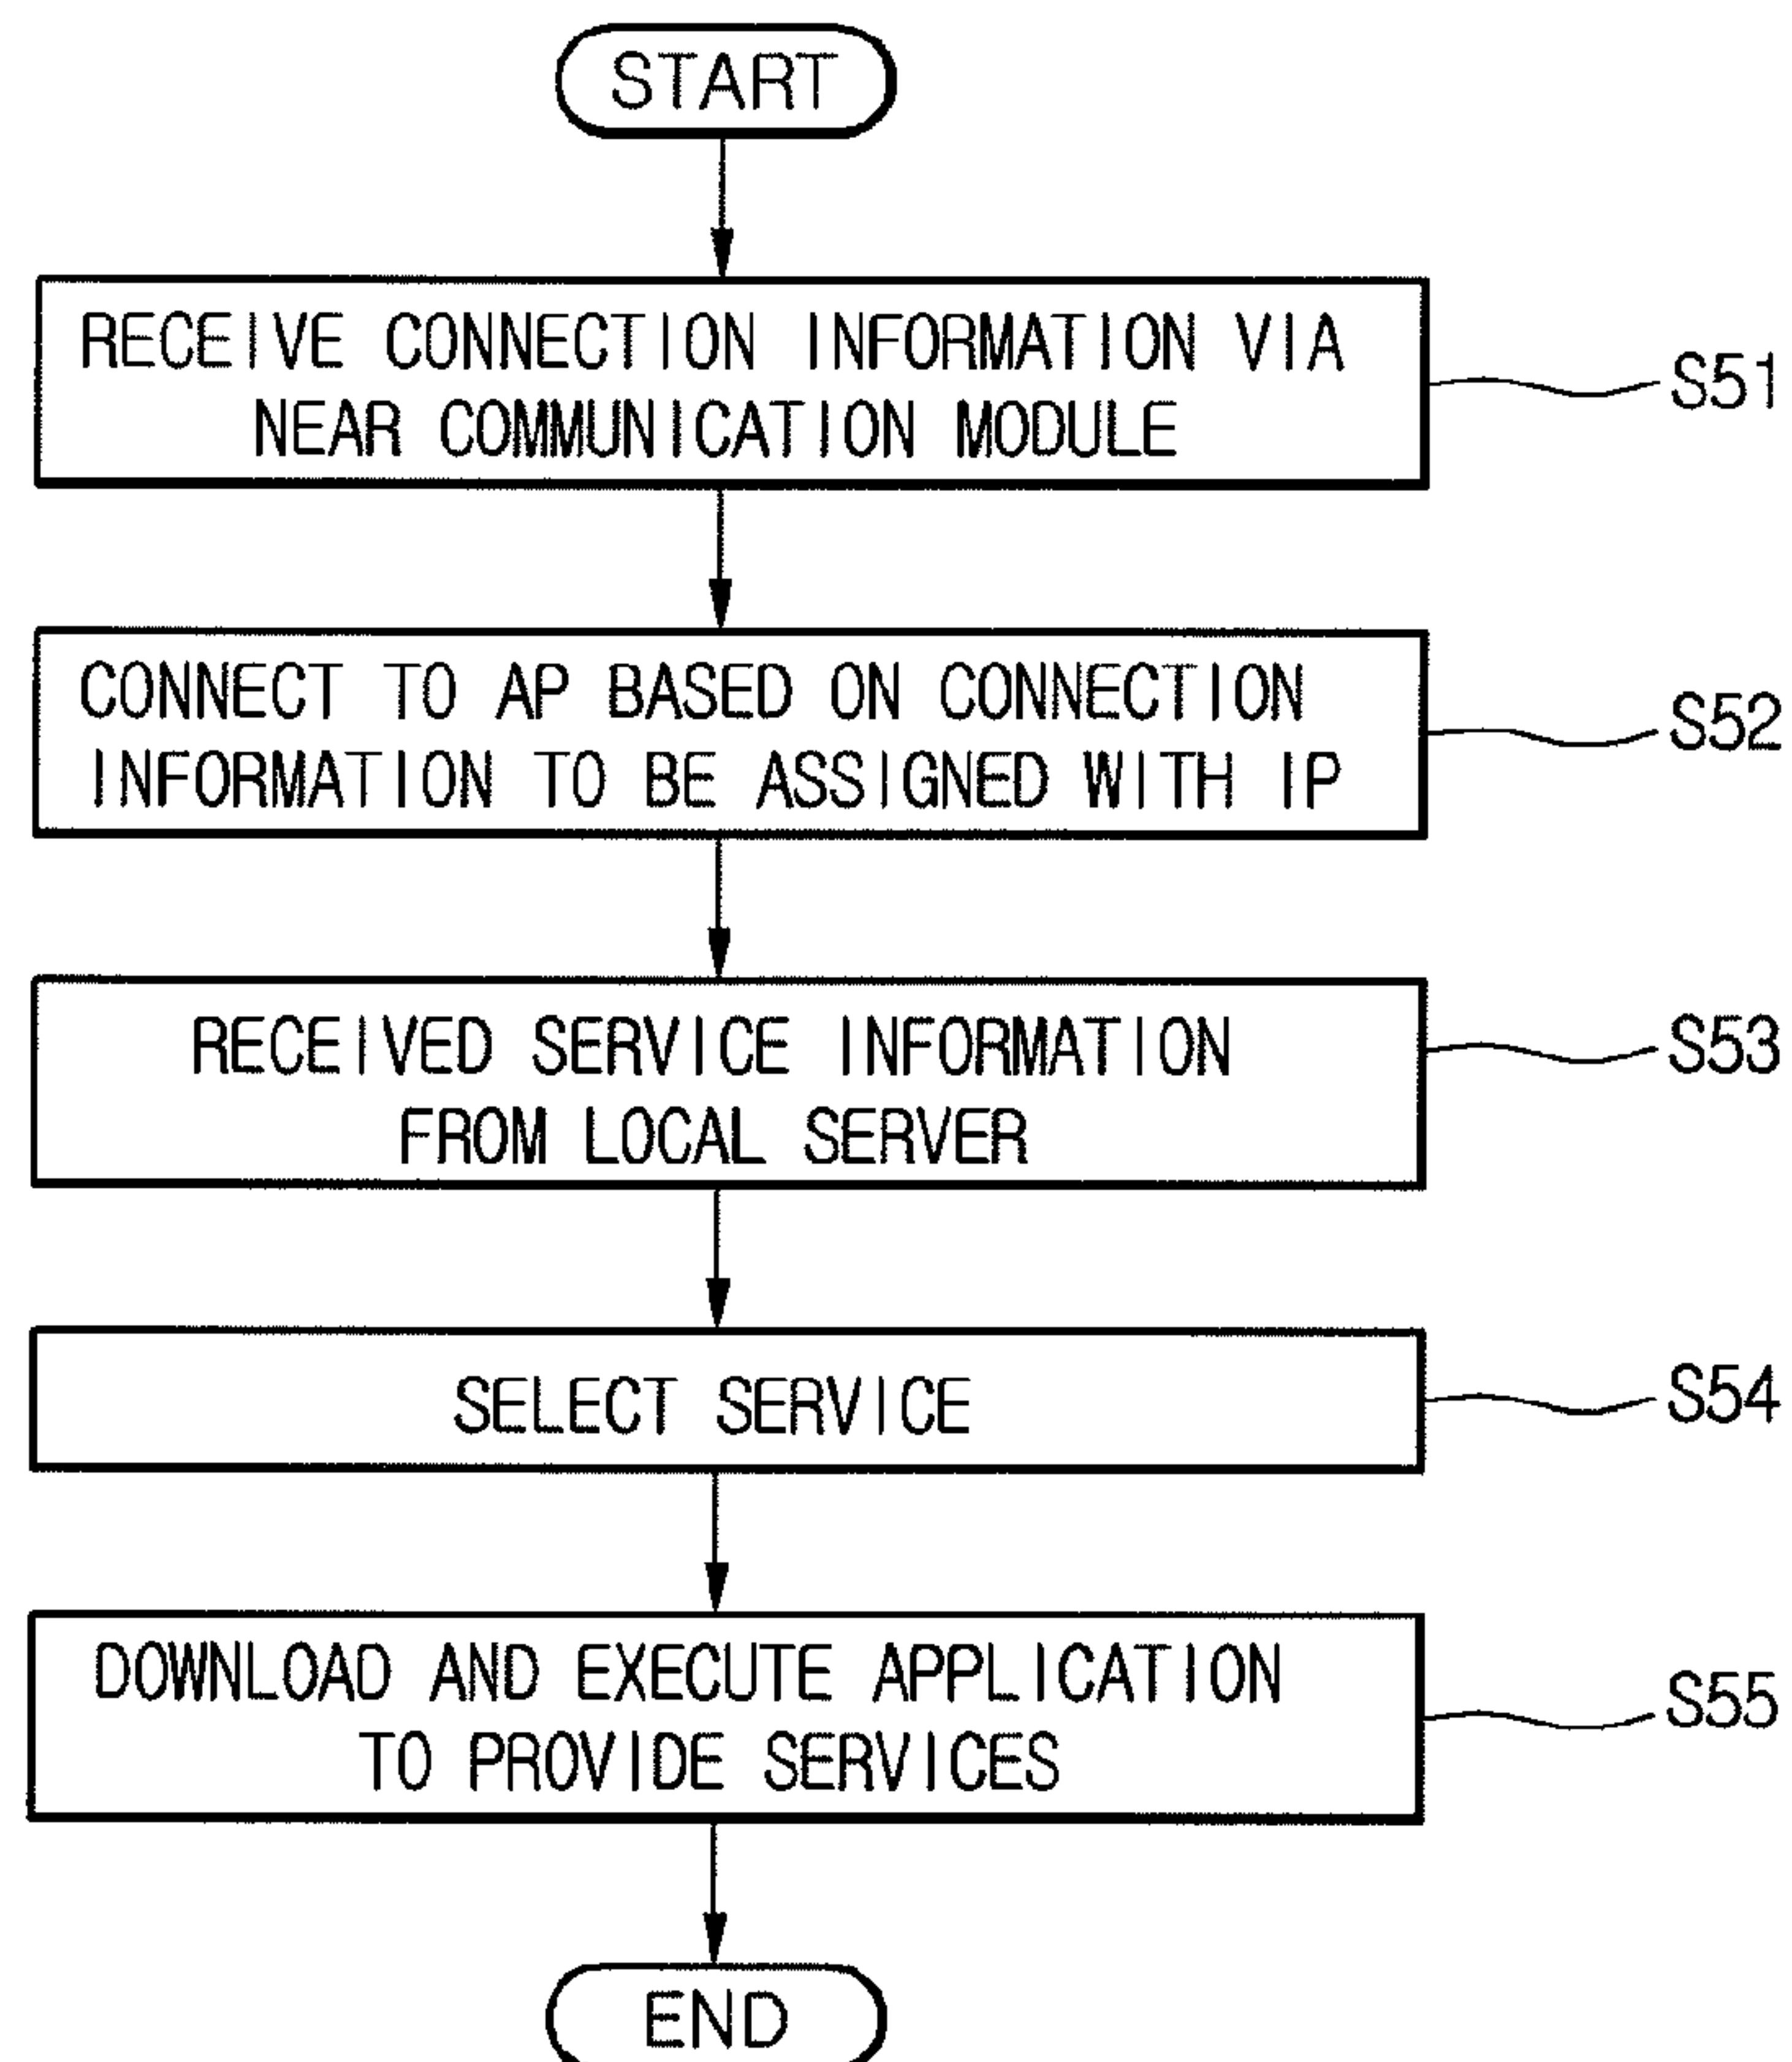 START
RECEIVE CONNECTION INFORMATION VIA
NEAR COMMUNICATION MODULE
S51
CONNECT TO AP BASED ON CONNECTION
INFORMATION TO BE ASSIGNED WITH IP
S52
RECEIVED SERVICE INFORMATION
FROM LOCAL SERVER
S53
SELECT SERVICE
S54
DOWNLOAD AND EXECUTE APPLICATION
TO PROVIDE SERVICES
S55
END